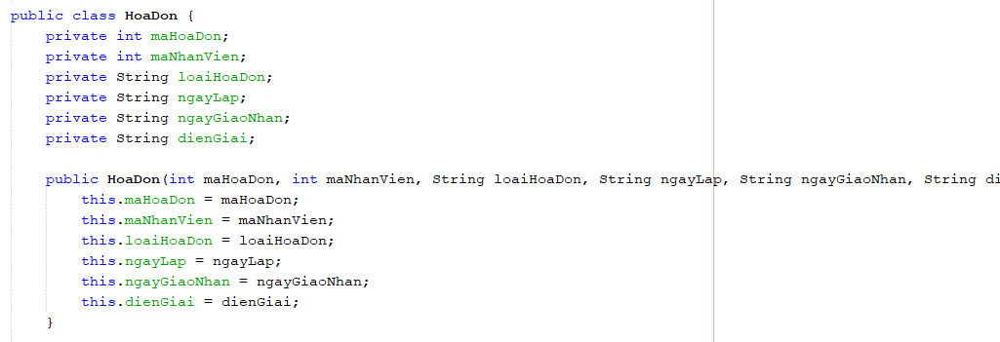 public class HoaDon {
    private int maHoaDon;
    private int maNhanVien;
    private String loaiHoaDon;
    private String ngayLap;
    private String ngayGiaoNhan;
    private String dienGiai;
    public HoaDon(int maHoaDon, int maNhanVien, String loaiHoaDon, String ngayLap, String ngayGiaoNhan, String di
        this.maHoaDon = maHoaDon;
        this.maNhanVien = maNhanVien;
        this.loaiHoaDon = loaiHoaDon;
        this.ngayLap = ngayLap;
        this.ngayGiaoNhan = ngayGiaoNhan;
        this.dienGiai = dienGiai;
    }